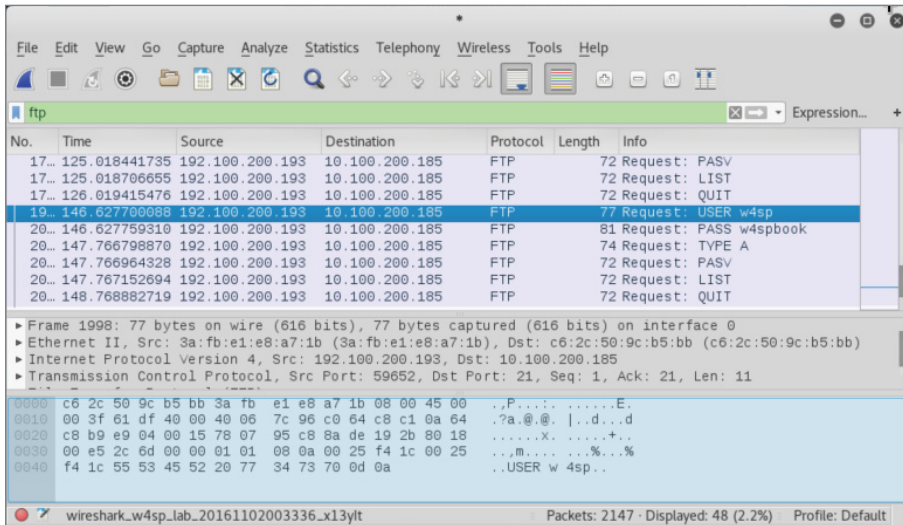 File Edit View Go Capture Analyze Statistics Telephony Wireless Tools Help
ftp Expression... +
No. Time Source Destination Protocol Length Info
17… 125.018441735 192.100.200.193 10.100.200.185 FTP 72 Request: PASV
17… 125.018706655 192.100.200.193 10.100.200.185 FTP 72 Request: LIST
17… 126.019415476 192.100.200.193 10.100.200.185 FTP 72 Request: QUIT
19… 146.627700088 192.100.200.193 10.100.200.185 FTP 77 Request: USER w4sp
20… 146.627759310 192.100.200.193 10.100.200.185 FTP 81 Request: PASS w4spbook
20… 147.766798870 192.100.200.193 10.100.200.185 FTP 74 Request: TYPE A
20… 147.766964328 192.100.200.193 10.100.200.185 FTP 72 Request: PASV
20… 147.767152694 192.100.200.193 10.100.200.185 FTP 72 Request: LIST
20… 148.768882719 192.100.200.193 10.100.200.185 FTP 72 Request: QUIT
Frame 1998: 77 bytes on wire (616 bits), 77 bytes captured (616 bits) on interface 0
Ethernet II, Src: 3a:fb:e1:e8:a7:1b (3a:fb:e1:e8:a7:1b), Dst: c6:2c:50:9c:b5:bb (c6:2c:50:9c:b5:bb)
Internet Protocol Version 4, Src: 192.100.200.193, Dst: 10.100.200.185
Transmission Control Protocol, Src Port: 59652, Dst Port: 21, Seq: 1, Ack: 21, Len: 11
0000 c6 2c 50 9c b5 bb 3a fb e1 e8 a7 1b 08 00 45 00 .,P...:. ......E.
0010 00 3f 61 df 40 00 40 06 7c 96 c0 64 c8 c1 0a 64 .?a.@.@. |..d...d
0020 c8 b9 e9 04 00 15 78 07 95 c8 8a de 19 2b 80 18 ......x. .....+..
0030 00 e5 2c 6d 00 00 01 01 08 0a 00 25 f4 1c 00 25 ..,m.... ...%...%
0040 f4 1c 55 53 45 52 20 77 34 73 70 0d 0a ..USER w 4sp..
wireshark_w4sp_lab_20161102003336_x13ylt Packets: 2147 · Displayed: 48 (2.2%) Profile: Default